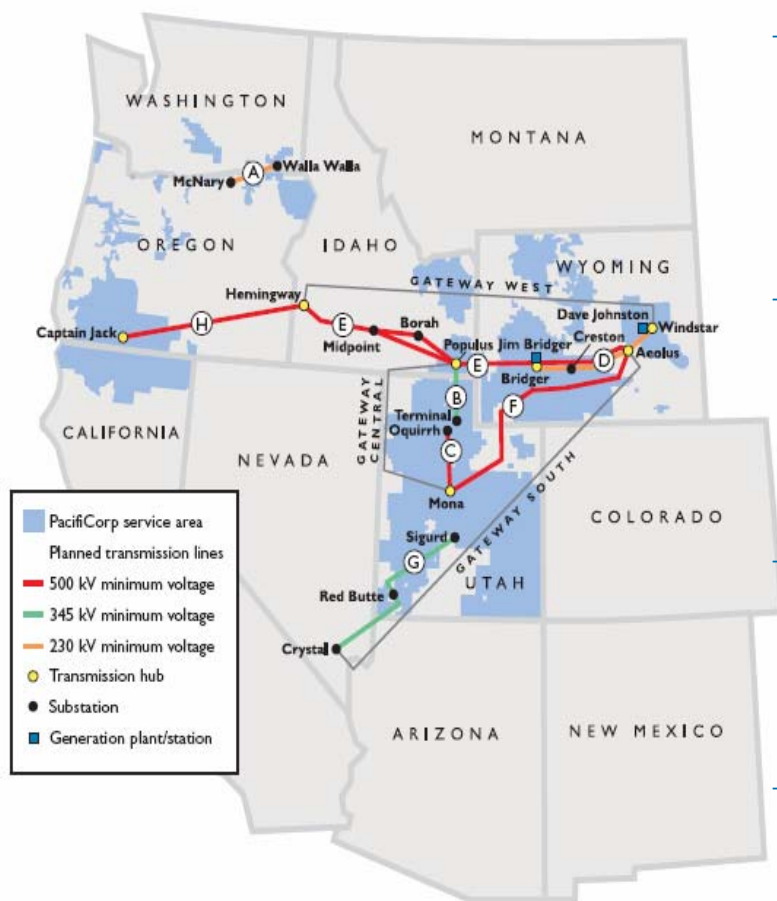 WASHINGTON
MONTANA
Walla Walla
A
McNary
OREGON
IDAHO
WYOMING
GATEWAY WEST
Hemingway
Dave Johnston
Windstar
H
E
Borah
Creston
Captain Jack
Midpoint
Populus
Jim Bridger
Aeolus
E
D
Bridger
B
F
GATEWAY CENTRAL
Terminal
Oquirrh
CALIFORNIA
NEVADA
C
Mona
GATEWAY SOUTH
COLORADO
Sigurd
G
UTAH
Red Butte
Crystal
ARIZONA
NEW MEXICO
PacifiCorp service area
Planned transmission lines
500 kV minimum voltage
345 kV minimum voltage
230 kV minimum voltage
Transmission hub
Substation
Generation plant/station